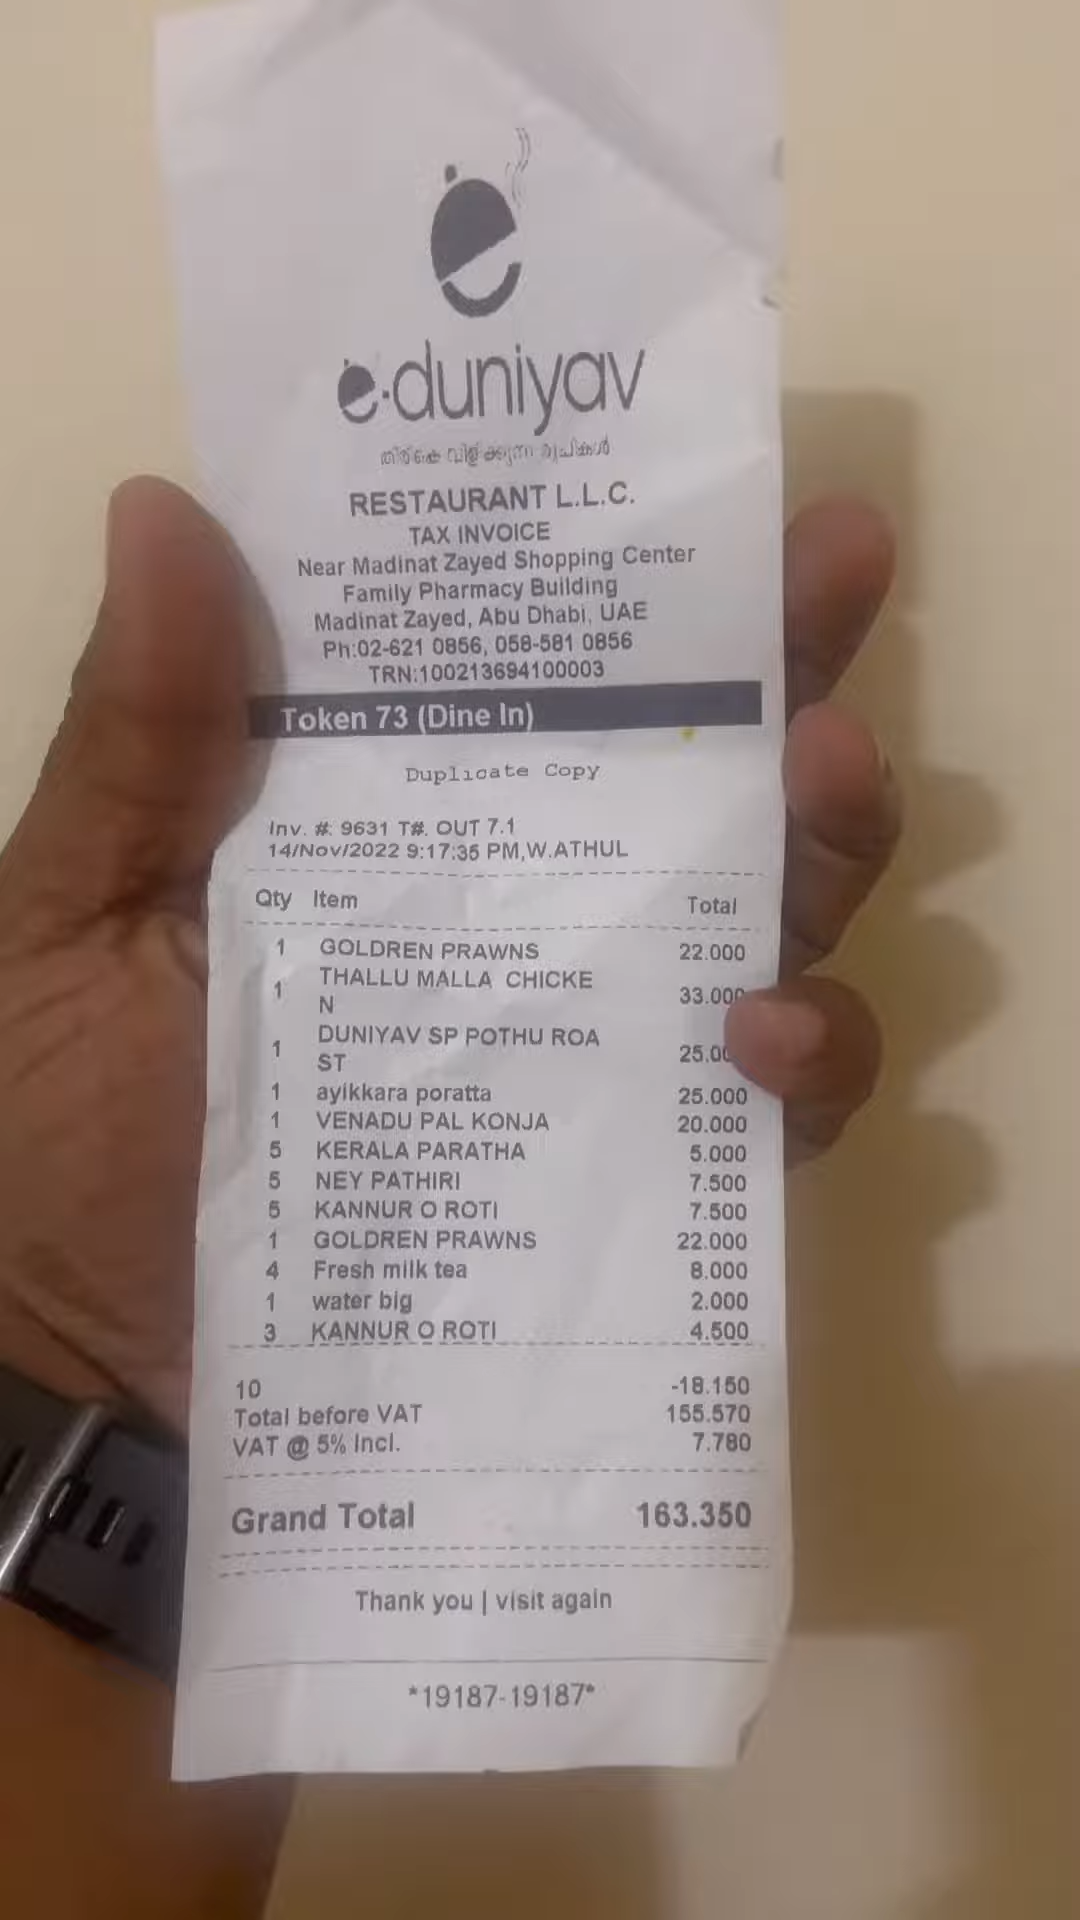 e.duniyav
RESTAURANT L.L.C.
TAX INVOICE
Near Madinat Zayed Shopping Center
Family Pharmacy Building
Madinat Zayed, Abu Dhabi, UAE
Ph:02-621 0856, 058-581 0856
TRN:100213694100003
Token 73 (Dine In)
Duplicate Copy
Inv. #: 9631 T#. OUT 7.1
14/Nov/2022 9:17:35 PM,W.ATHUL
Qty Item Total
1 GOLDREN PRAWNS 22.000
1 THALLU MALLA CHICKE 33.000
N
1 DUNIYAV SP POTHU ROA 25.00
ST
1 ayikkara poratta 25.000
1 VENADU PAL KONJA 20.000
5 KERALA PARATHA 5.000
5 NEY PATHIRI 7.500
5 KANNUR O ROTI 7.500
1 GOLDREN PRAWNS 22.000
4 Fresh milk tea 8.000
1 water big 2.000
3 KANNUR O ROTI 4.500
10 -18.150
Total before VAT 155.570
VAT @ 5% Incl. 7.780
Grand Total 163.350
Thank you | visit again
*19187-19187*